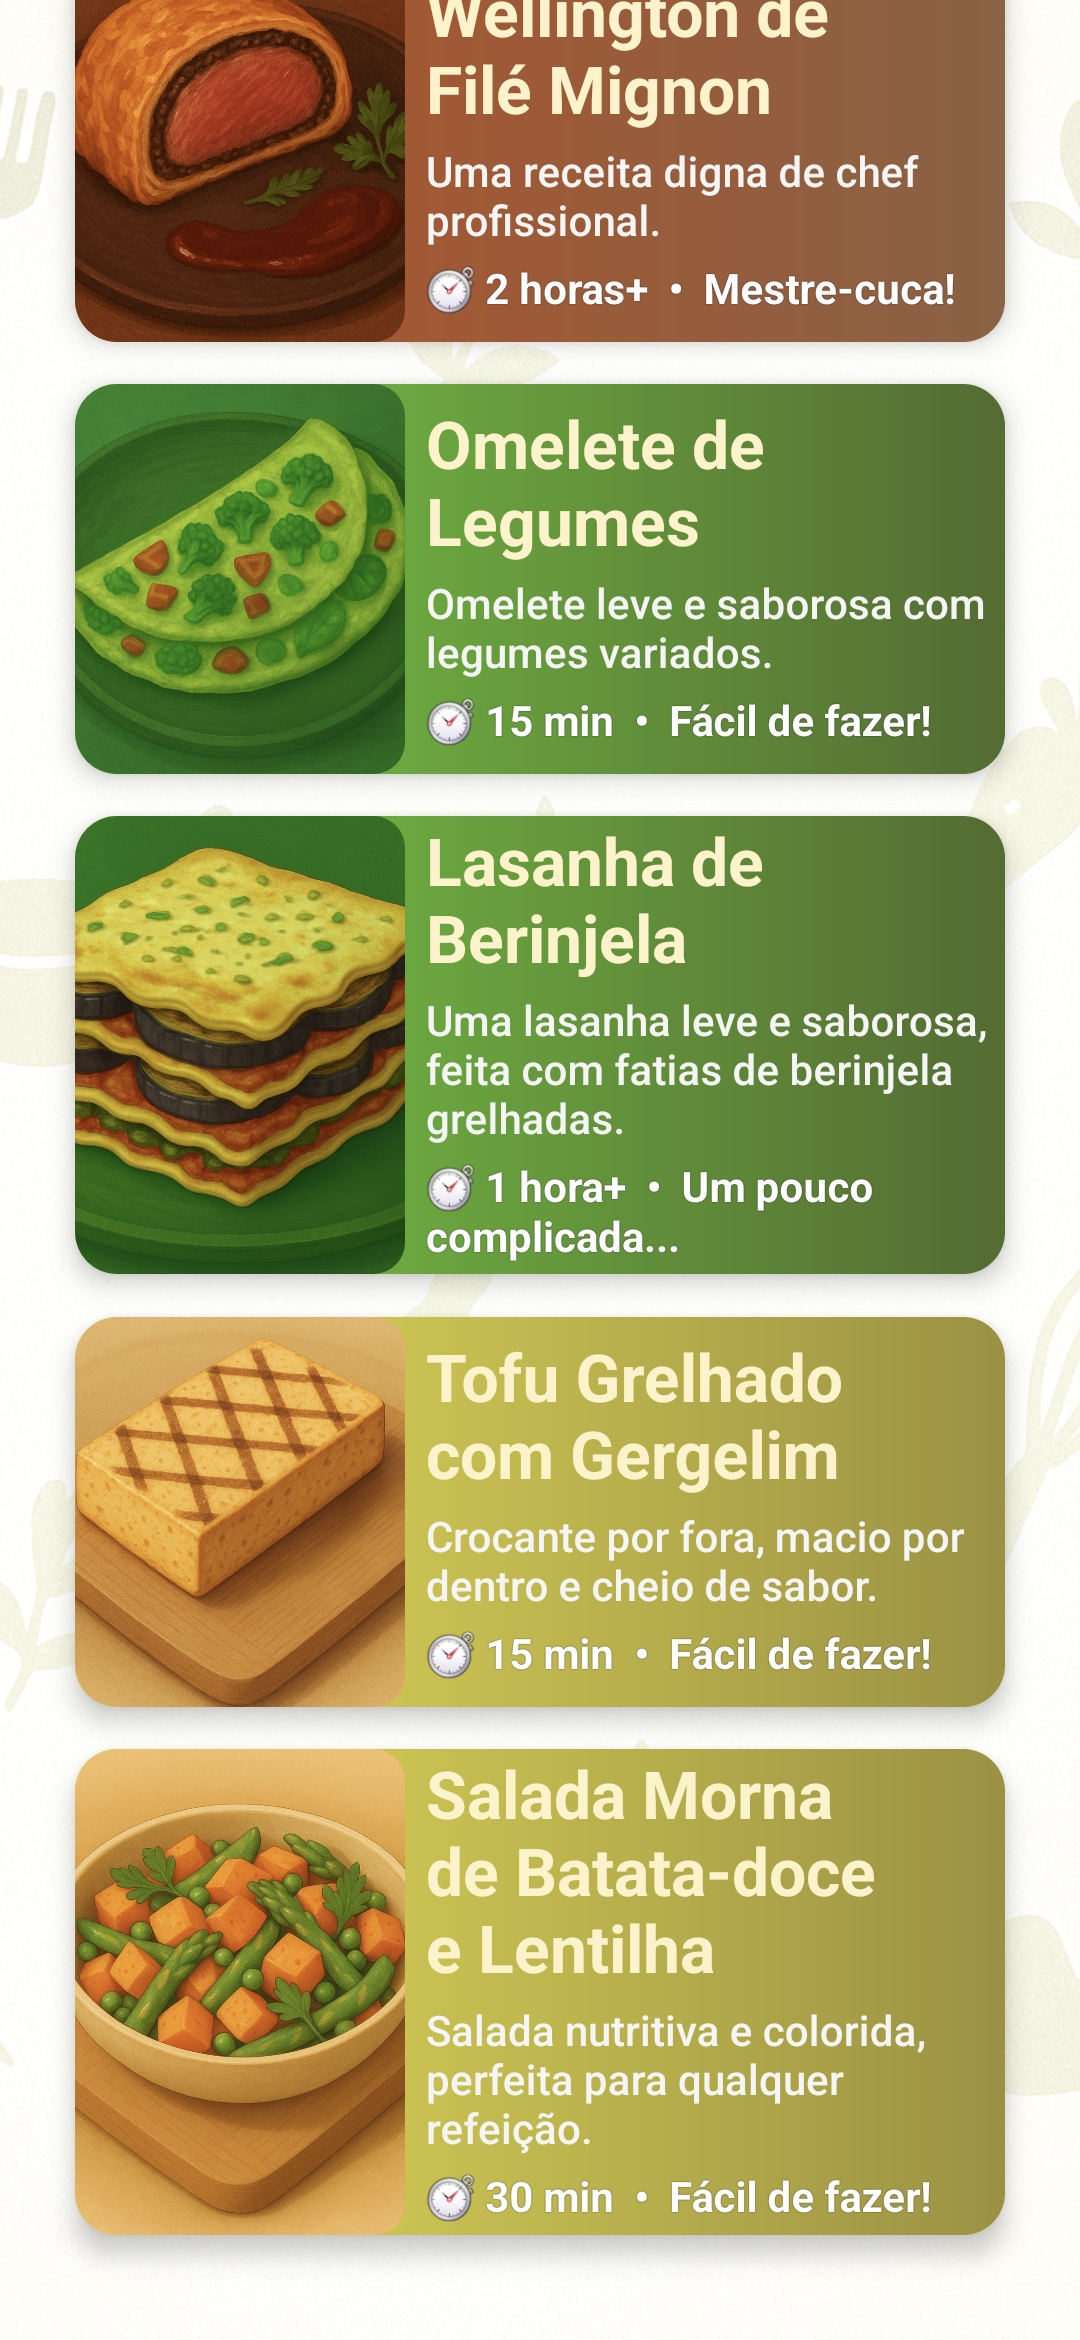 Wellington de
Filé Mignon
Uma receita digna de chef
profissional.
2 horas+ • Mestre-cuca!
Omelete de
Legumes
Omelete leve e saborosa com
legumes variados.
15 min • Fácil de fazer!
Lasanha de
Berinjela
Uma lasanha leve e saborosa,
feita com fatias de berinjela
grelhadas.
1 hora+ • Um pouco
complicada...
Tofu Grelhado
com Gergelim
Crocante por fora, macio por
dentro e cheio de sabor.
15 min • Fácil de fazer!
Salada Morna
de Batata-doce
e Lentilha
Salada nutritiva e colorida,
perfeita para qualquer
refeição.
30 min • Fácil de fazer!